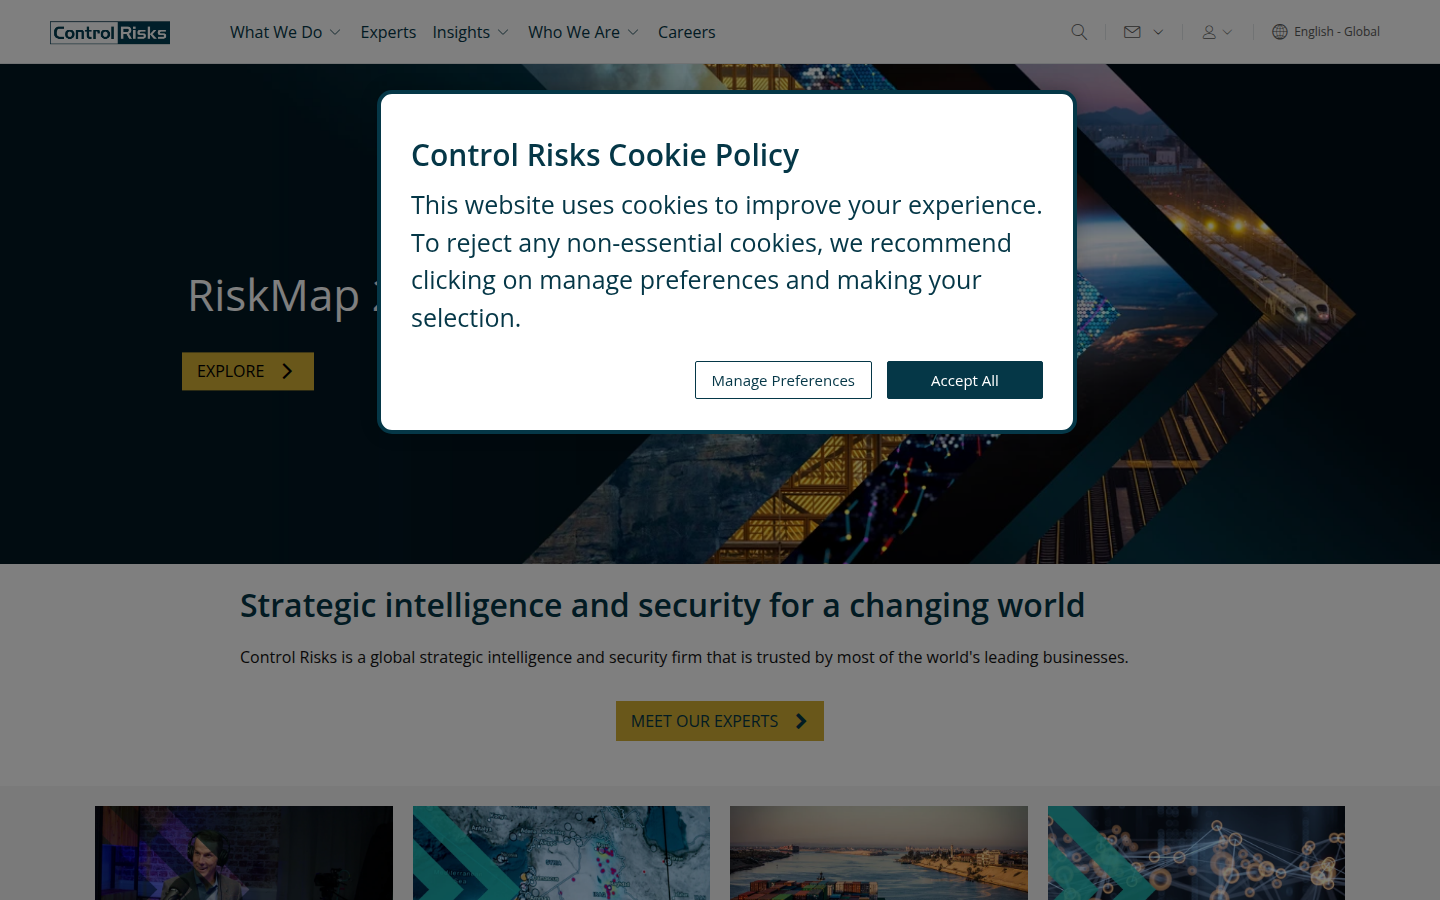 Control Risks
What We Do
Experts
Insights
Who We Are
Careers
English - Global
Control Risks Cookie Policy
This website uses cookies to improve your experience.
To reject any non-essential cookies, we recommend
clicking on manage preferences and making your
selection.
Manage Preferences
Accept All
RiskMap
EXPLORE
Strategic intelligence and security for a changing world
Control Risks is a global strategic intelligence and security firm that is trusted by most of the world's leading businesses.
MEET OUR EXPERTS